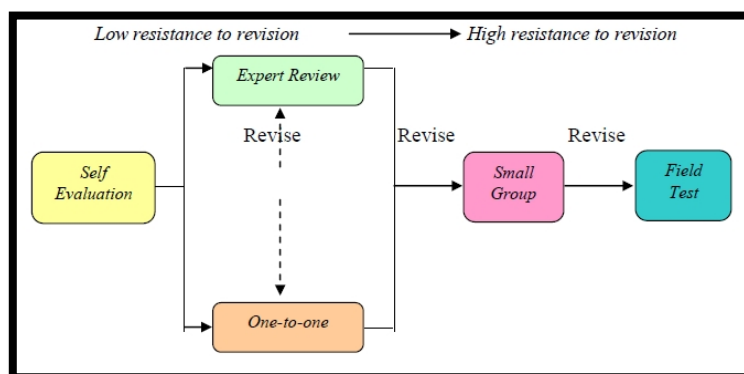 Low resistance to revision High resistance to revision
Expert Review
Revise Revise Revise
Self
Evaluation
Small
Group
Field
Test
One-to-one